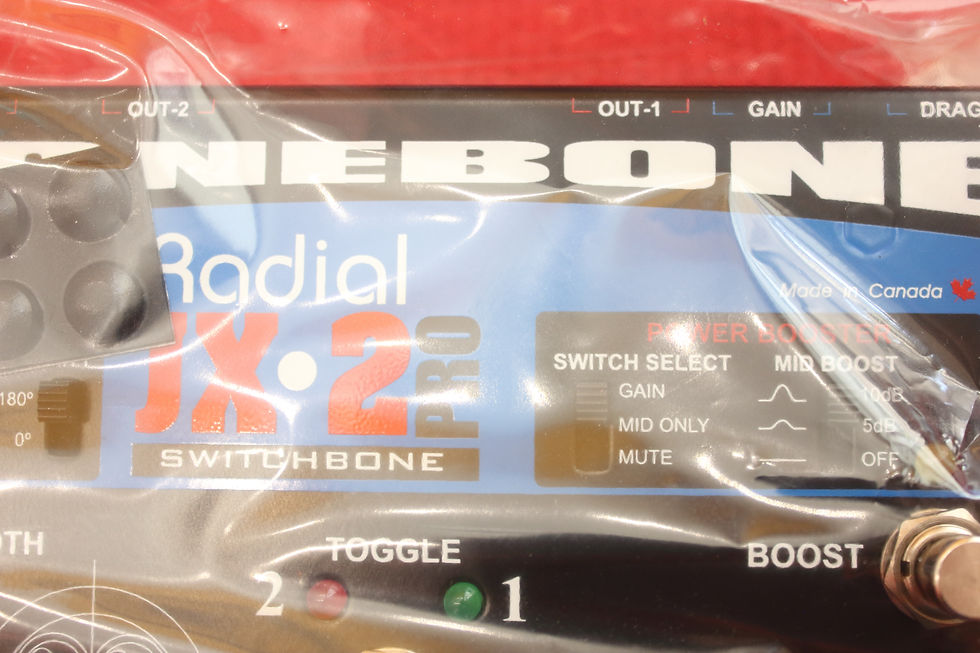 OUT-2 OUT-1 GAIN DRAG
NEBONE
Radial
Made in Canada
JX·2 PRO
SWITCHBONE
POWER BOOSTER
SWITCH SELECT MID BOOST
GAIN 10dB
MID ONLY 5dB
MUTE OFF
180°
0°
OTH
TOGGLE
BOOST
2 1